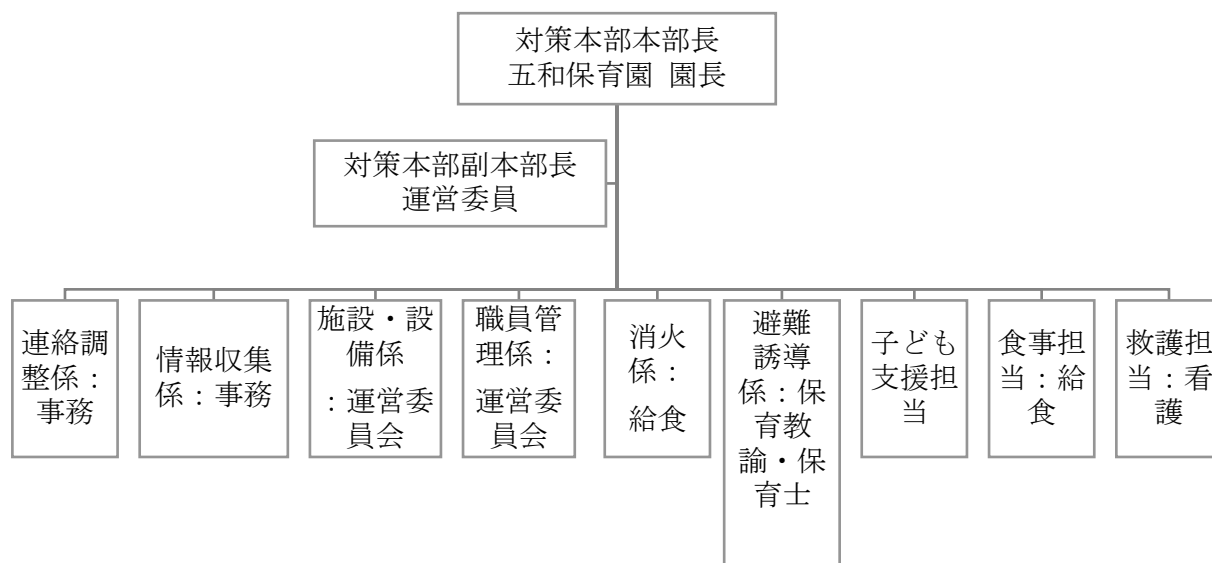 対策本部本部長
五和保育園 園長
対策本部副本部長
運営委員
連絡調
整係：
事務
情報収集
係：事務
施設・設
備係
：運営委
員会
職員管
理係：
運営委
員会
消火
係：
給食
避難
誘導
係：保
育教
諭・保
育士
子ども
支援担
当
食事担
当：給
食
救護担
当：看
護